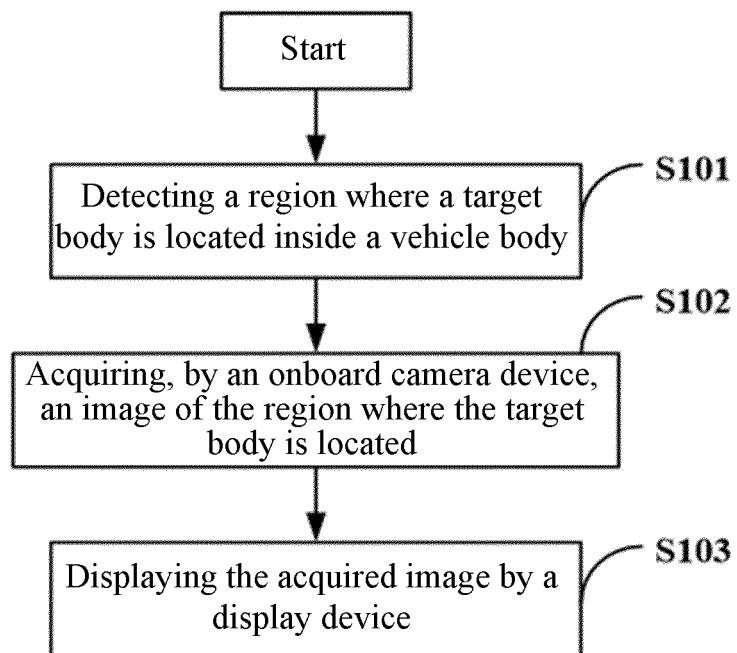 Start
S101
Detecting a region where a target
body is located inside a vehicle body
S102
Acquiring, by an onboard camera device,
an image of the region where the target
body is located
S103
Displaying the acquired image by a
display device